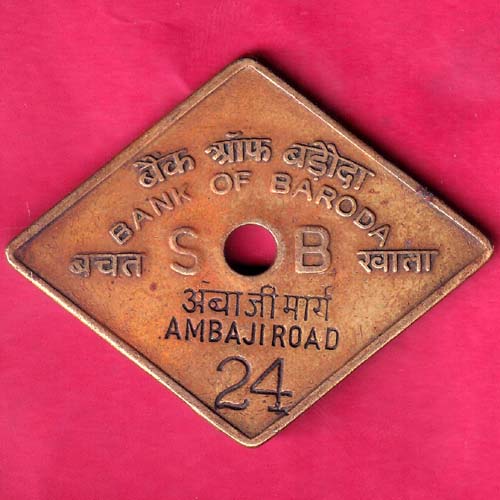 बैंक ऑफ बड़ौदा
BANK OF BARODA
बचत S B खाता
अंबाजी मार्ग
AMBAJI ROAD
24